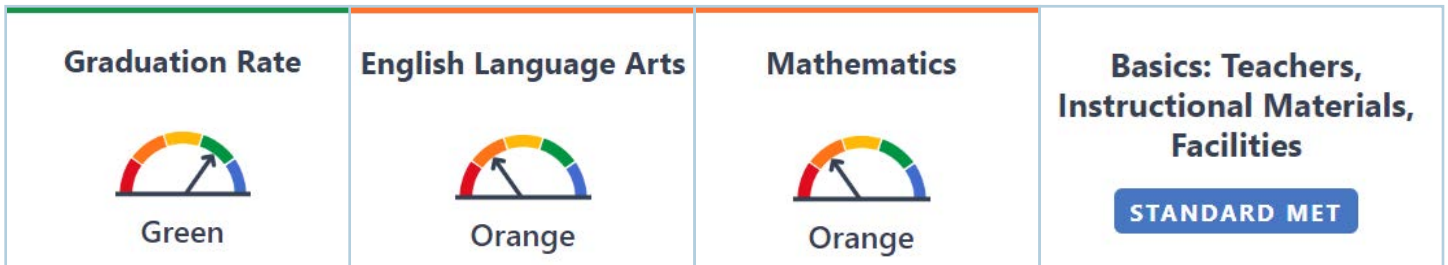 Graduation Rate
Green
English Language Arts
Orange
Mathematics
Orange
Basics: Teachers,
Instructional Materials,
Facilities
STANDARD MET